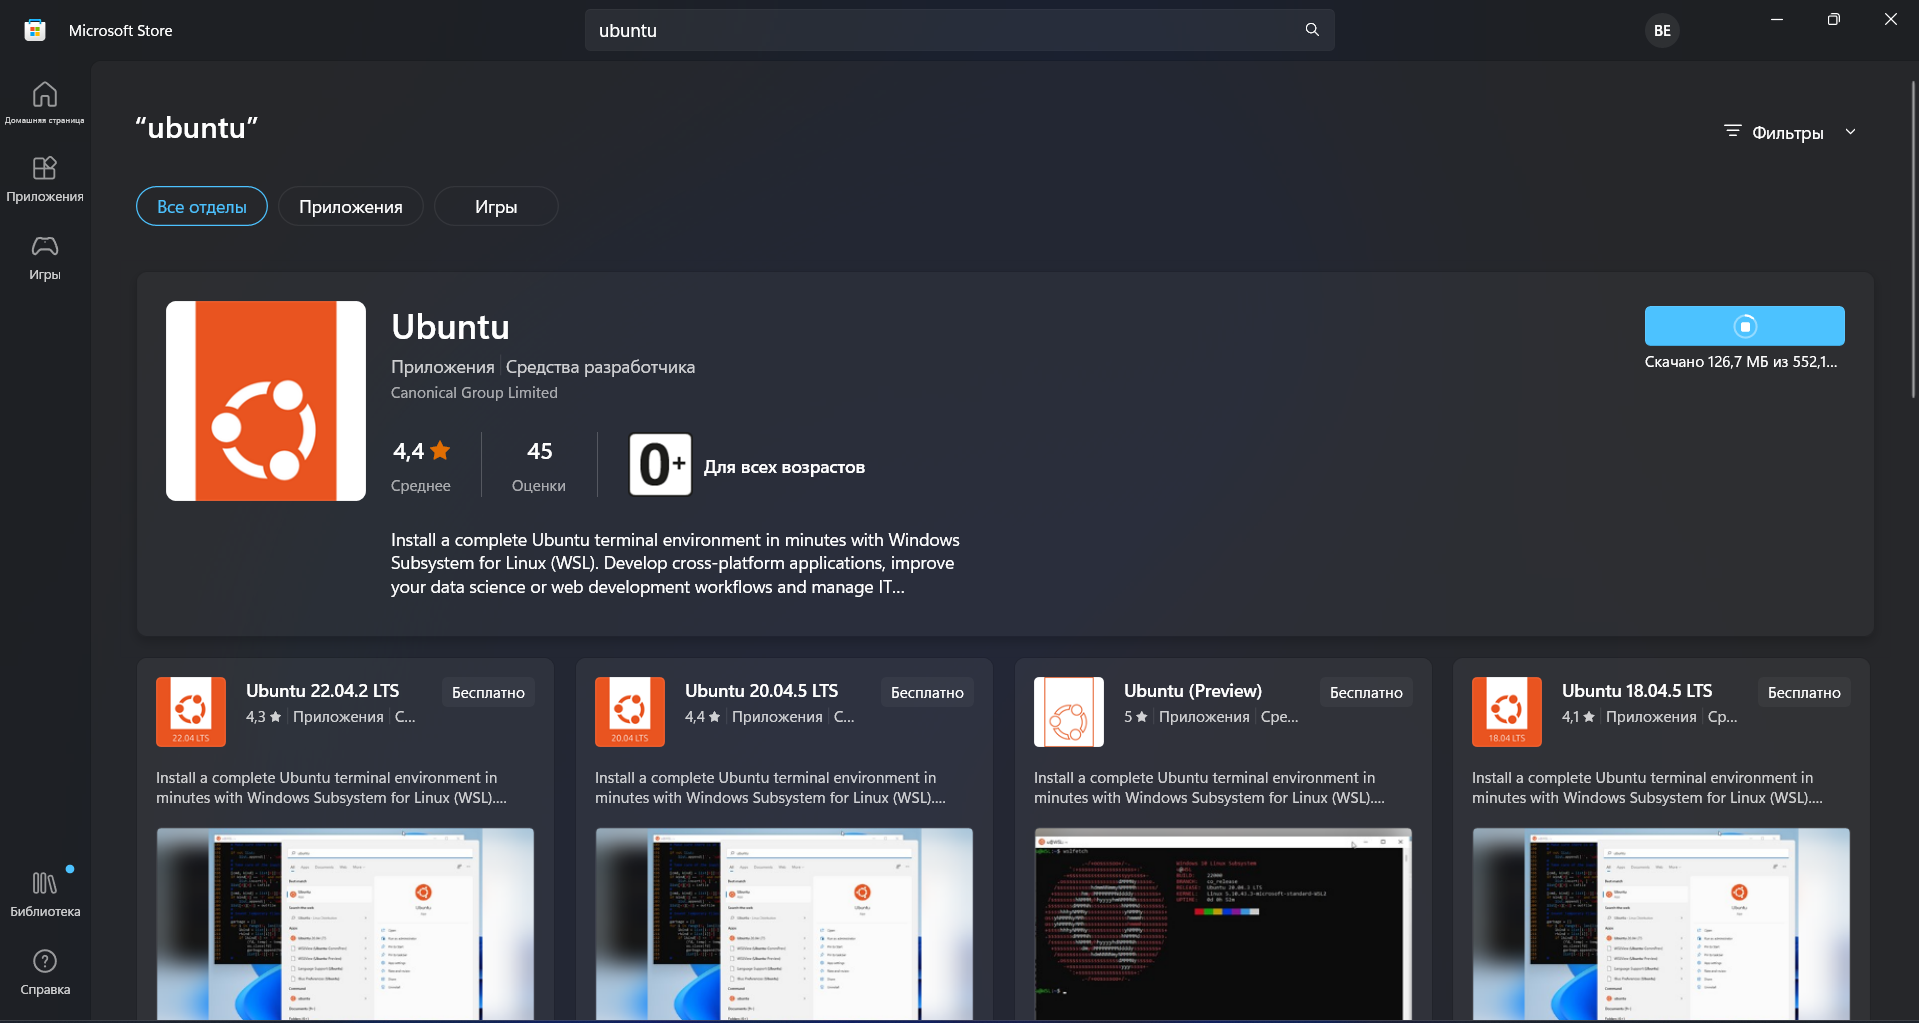 Microsoft Store
ubuntu
BE
Домашняя страница
Приложения
Игры
Библиотека
Справка
“ubuntu”
Фильтры
Все отделы
Приложения
Игры
Ubuntu
Приложения
Средства разработчика
Canonical Group Limited
4,4
Среднее
45
Оценки
0+
Для всех возрастов
Install a complete Ubuntu terminal environment in minutes with Windows
Subsystem for Linux (WSL). Develop cross-platform applications, improve
your data science or web development workflows and manage IT...
Скачано 126,7 МБ из 552,1...
22.04 LTS
Ubuntu 22.04.2 LTS
Бесплатно
4,3 ★ Приложения С...
Install a complete Ubuntu terminal environment in
minutes with Windows Subsystem for Linux (WSL)....
20.04 LTS
Ubuntu 20.04.5 LTS
Бесплатно
4,4 ★ Приложения С...
Install a complete Ubuntu terminal environment in
minutes with Windows Subsystem for Linux (WSL)....
Ubuntu (Preview)
Бесплатно
5 ★ Приложения Сре...
Install a complete Ubuntu terminal environment in
minutes with Windows Subsystem for Linux (WSL)....
18.04 LTS
Ubuntu 18.04.5 LTS
Бесплатно
4,1 ★ Приложения Ср...
Install a complete Ubuntu terminal environment in
minutes with Windows Subsystem for Linux (WSL)....